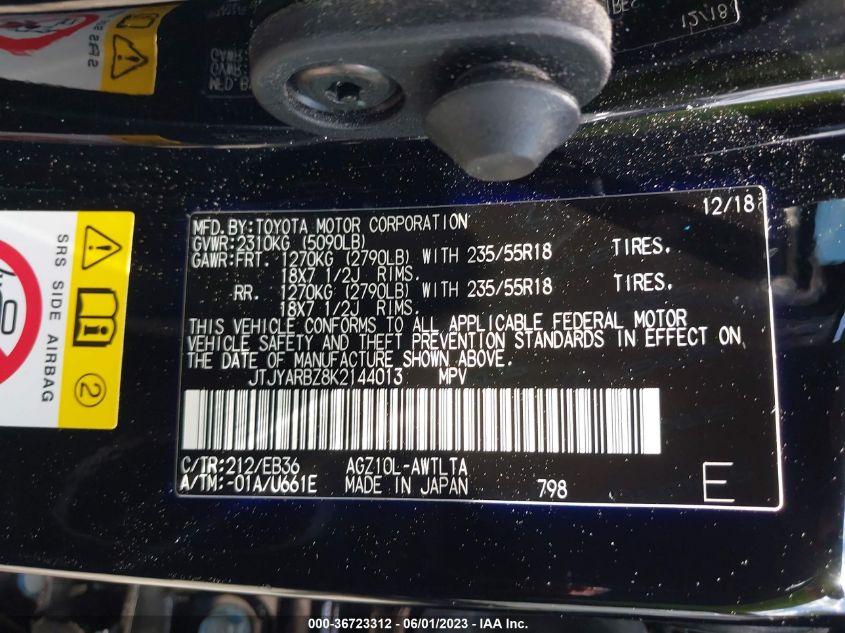 12/18
MFD.BY:TOYOTA MOTOR CORPORATION 12/18
GVWR:2310KG (5090LB)
GAWR:FRT. 1270KG (2790LB) WITH 235/55R18 TIRES.
18X7 1/2J RIMS.
RR. 1270KG (2790LB) WITH 235/55R18 TIRES.
18X7 1/2J RIMS.
THIS VEHICLE CONFORMS TO ALL APPLICABLE FEDERAL MOTOR
VEHICLE SAFETY AND THEFT PREVENTION STANDARDS IN EFFECT ON
THE DATE OF MANUFACTURE SHOWN ABOVE.
JTJYARBZ8K2144013 MPV
C/TR:212/EB36 AGZ10L-AWTLTA
A/TM:-01A/U661E MADE IN JAPAN 798 E
SRS SIDE AIRBAG
2
000-36723312 - 06/01/2023 - IAA Inc.